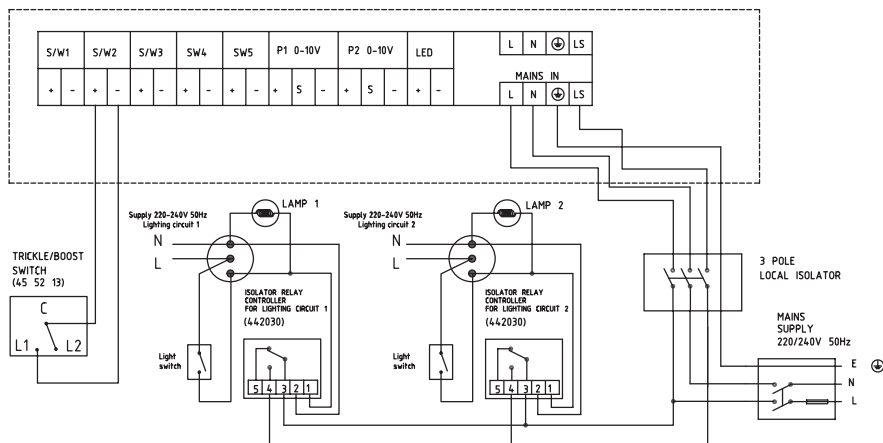 S/W1 S/W2 S/W3 SW4 SW5 P1 0-10V P2 0-10V LED L N LS
MAINS IN
+ - + - + - + - + - + S - + S - + - L N LS
LAMP 1
LAMP 2
Supply 220-240V 50Hz
Lighting circuit 1
N
L
Supply 220-240V 50Hz
Lighting circuit 2
N
L
TRICKLE/BOOST
SWITCH
(45 52 13)
C
L1 L2
ISOLATOR RELAY
CONTROLLER
FOR LIGHTING CIRCUIT 1
(442030)
ISOLATOR RELAY
CONTROLLER
FOR LIGHTING CIRCUIT 2
(442030)
Light
switch
5 4 3 2 1
Light
switch
5 4 3 2 1
3 POLE
LOCAL ISOLATOR
MAINS
SUPPLY
220/240V 50Hz
E
N
L